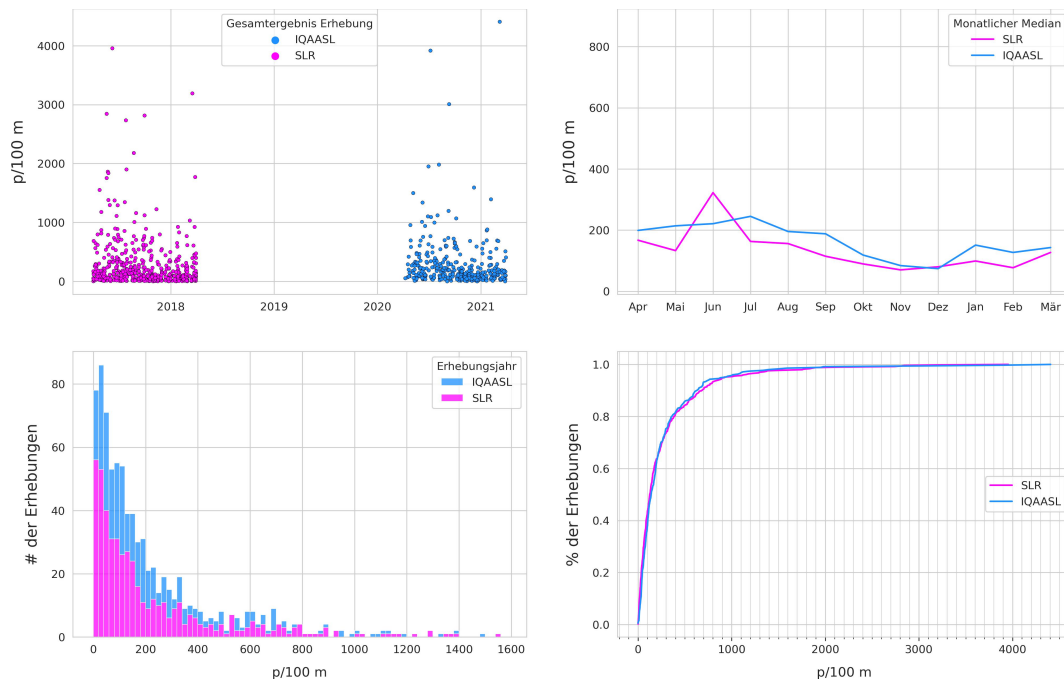 Gesamtergebnis Erhebung
IQAASL
SLR
p/100 m
4000
3000
2000
1000
0
2018
2019
2020
2021
Monatlicher Median
SLR
IQAASL
p/100 m
800
600
400
200
0
Apr
Mai
Jun
Jul
Aug
Sep
Okt
Nov
Dez
Jan
Feb
Mär
Erhebungsjahr
IQAASL
SLR
# der Erhebungen
80
60
40
20
0
0
200
400
600
800
1000
1200
1400
1600
p/100 m
SLR
IQAASL
% der Erhebungen
1.0
0.8
0.6
0.4
0.2
0.0
0
1000
2000
3000
4000
p/100 m